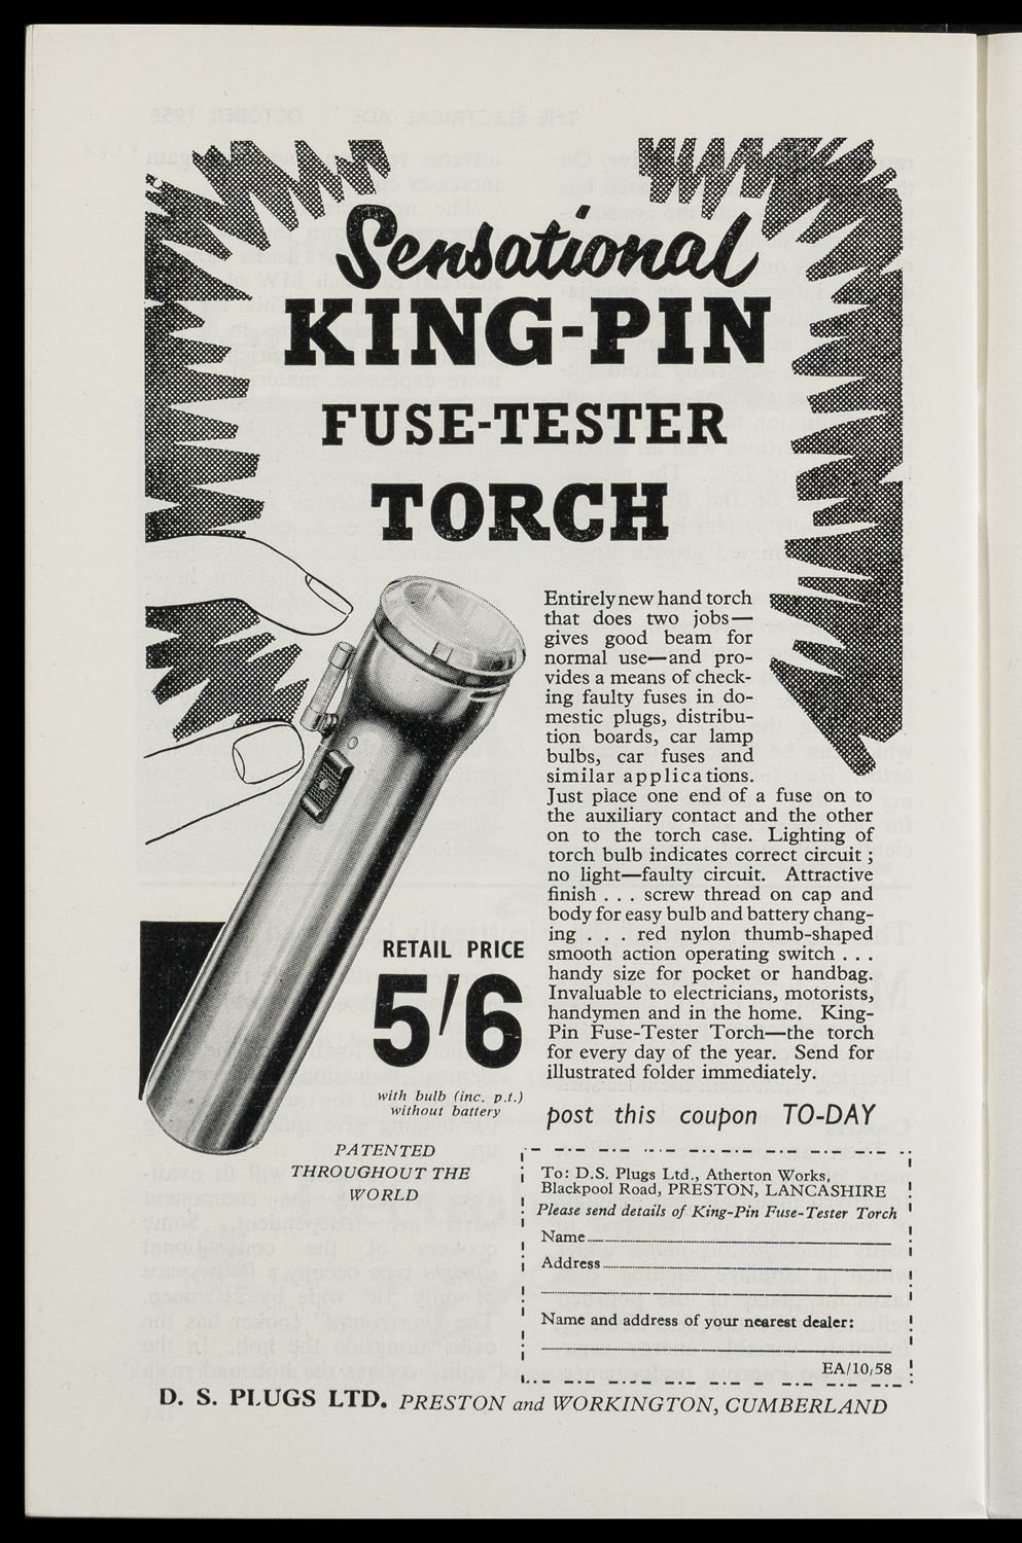 Sensational
KING-PIN
FUSE-TESTER
TORCH
Entirely new hand torch
that does two jobs—
gives good beam for
normal use—and pro-
vides a means of check-
ing faulty fuses in do-
mestic plugs, distribu-
tion boards, car lamp
bulbs, car fuses and
similar applications.
Just place one end of a fuse on to
the auxiliary contact and the other
on to the torch case. Lighting of
torch bulb indicates correct circuit ;
no light—faulty circuit. Attractive
finish . . . screw thread on cap and
body for easy bulb and battery chang-
ing . . . red nylon thumb-shaped
smooth action operating switch . . .
handy size for pocket or handbag.
Invaluable to electricians, motorists,
handymen and in the home. King-
Pin Fuse-Tester Torch—the torch
for every day of the year. Send for
illustrated folder immediately.
RETAIL PRICE
5/6
with bulb (inc. p.t.)
without battery
PATENTED
THROUGHOUT THE
WORLD
post this coupon TO-DAY
To: D.S. Plugs Ltd., Atherton Works,
Blackpool Road, PRESTON, LANCASHIRE
Please send details of King-Pin Fuse-Tester Torch
Name
Address
Name and address of your nearest dealer:
EA/10/58
D. S. PLUGS LTD. PRESTON and WORKINGTON, CUMBERLAND